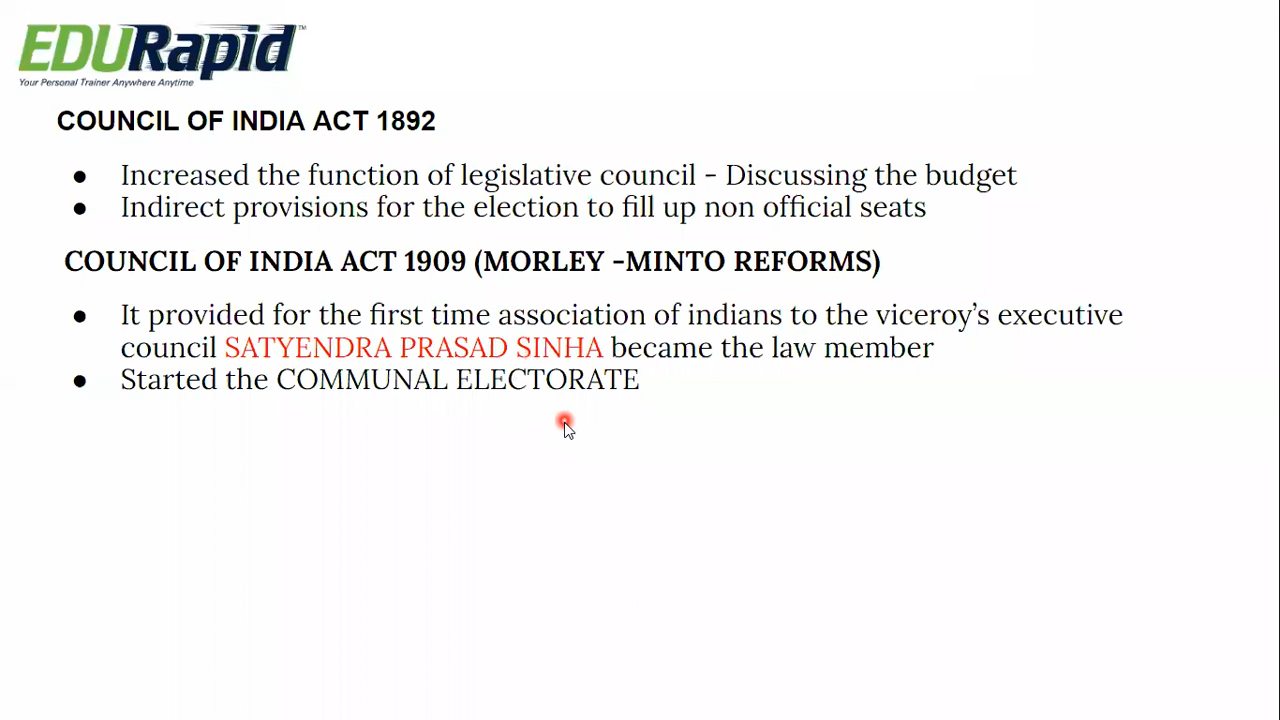 EDURapid™
Your Personal Trainer Anywhere Anytime
COUNCIL OF INDIA ACT 1892
● Increased the function of legislative council - Discussing the budget
● Indirect provisions for the election to fill up non official seats
COUNCIL OF INDIA ACT 1909 (MORLEY -MINTO REFORMS)
● It provided for the first time association of indians to the viceroy’s executive
council SATYENDRA PRASAD SINHA became the law member
● Started the COMMUNAL ELECTORATE